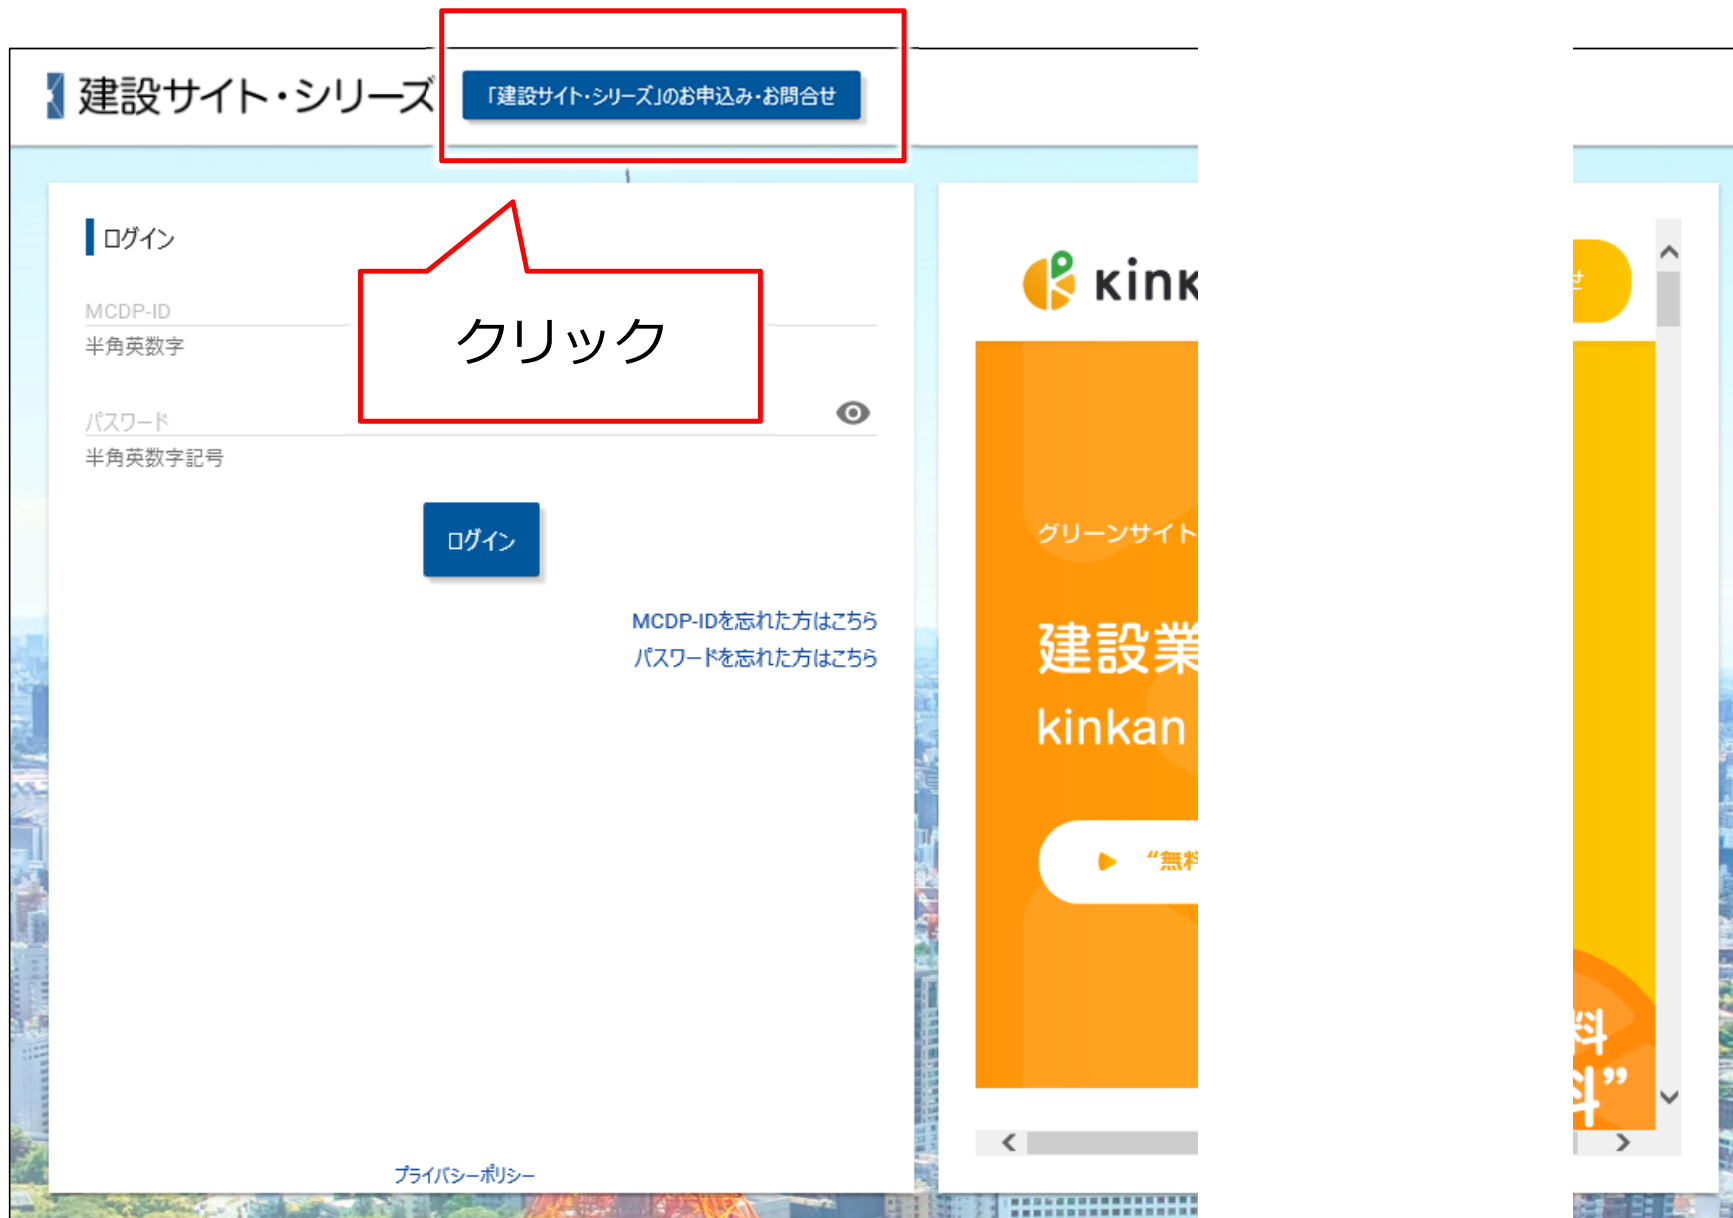 建設サイト・シリーズ
「建設サイト・シリーズ」のお申込み・お問合せ
ログイン
クリック
MCDP-ID
半角英数字
パスワード
半角英数字記号
ログイン
MCDP-IDを忘れた方はこちら
パスワードを忘れた方はこちら
プライバシーポリシー
kink
せ
グリーンサイト
建設業
kinkan
“無料
料
料”